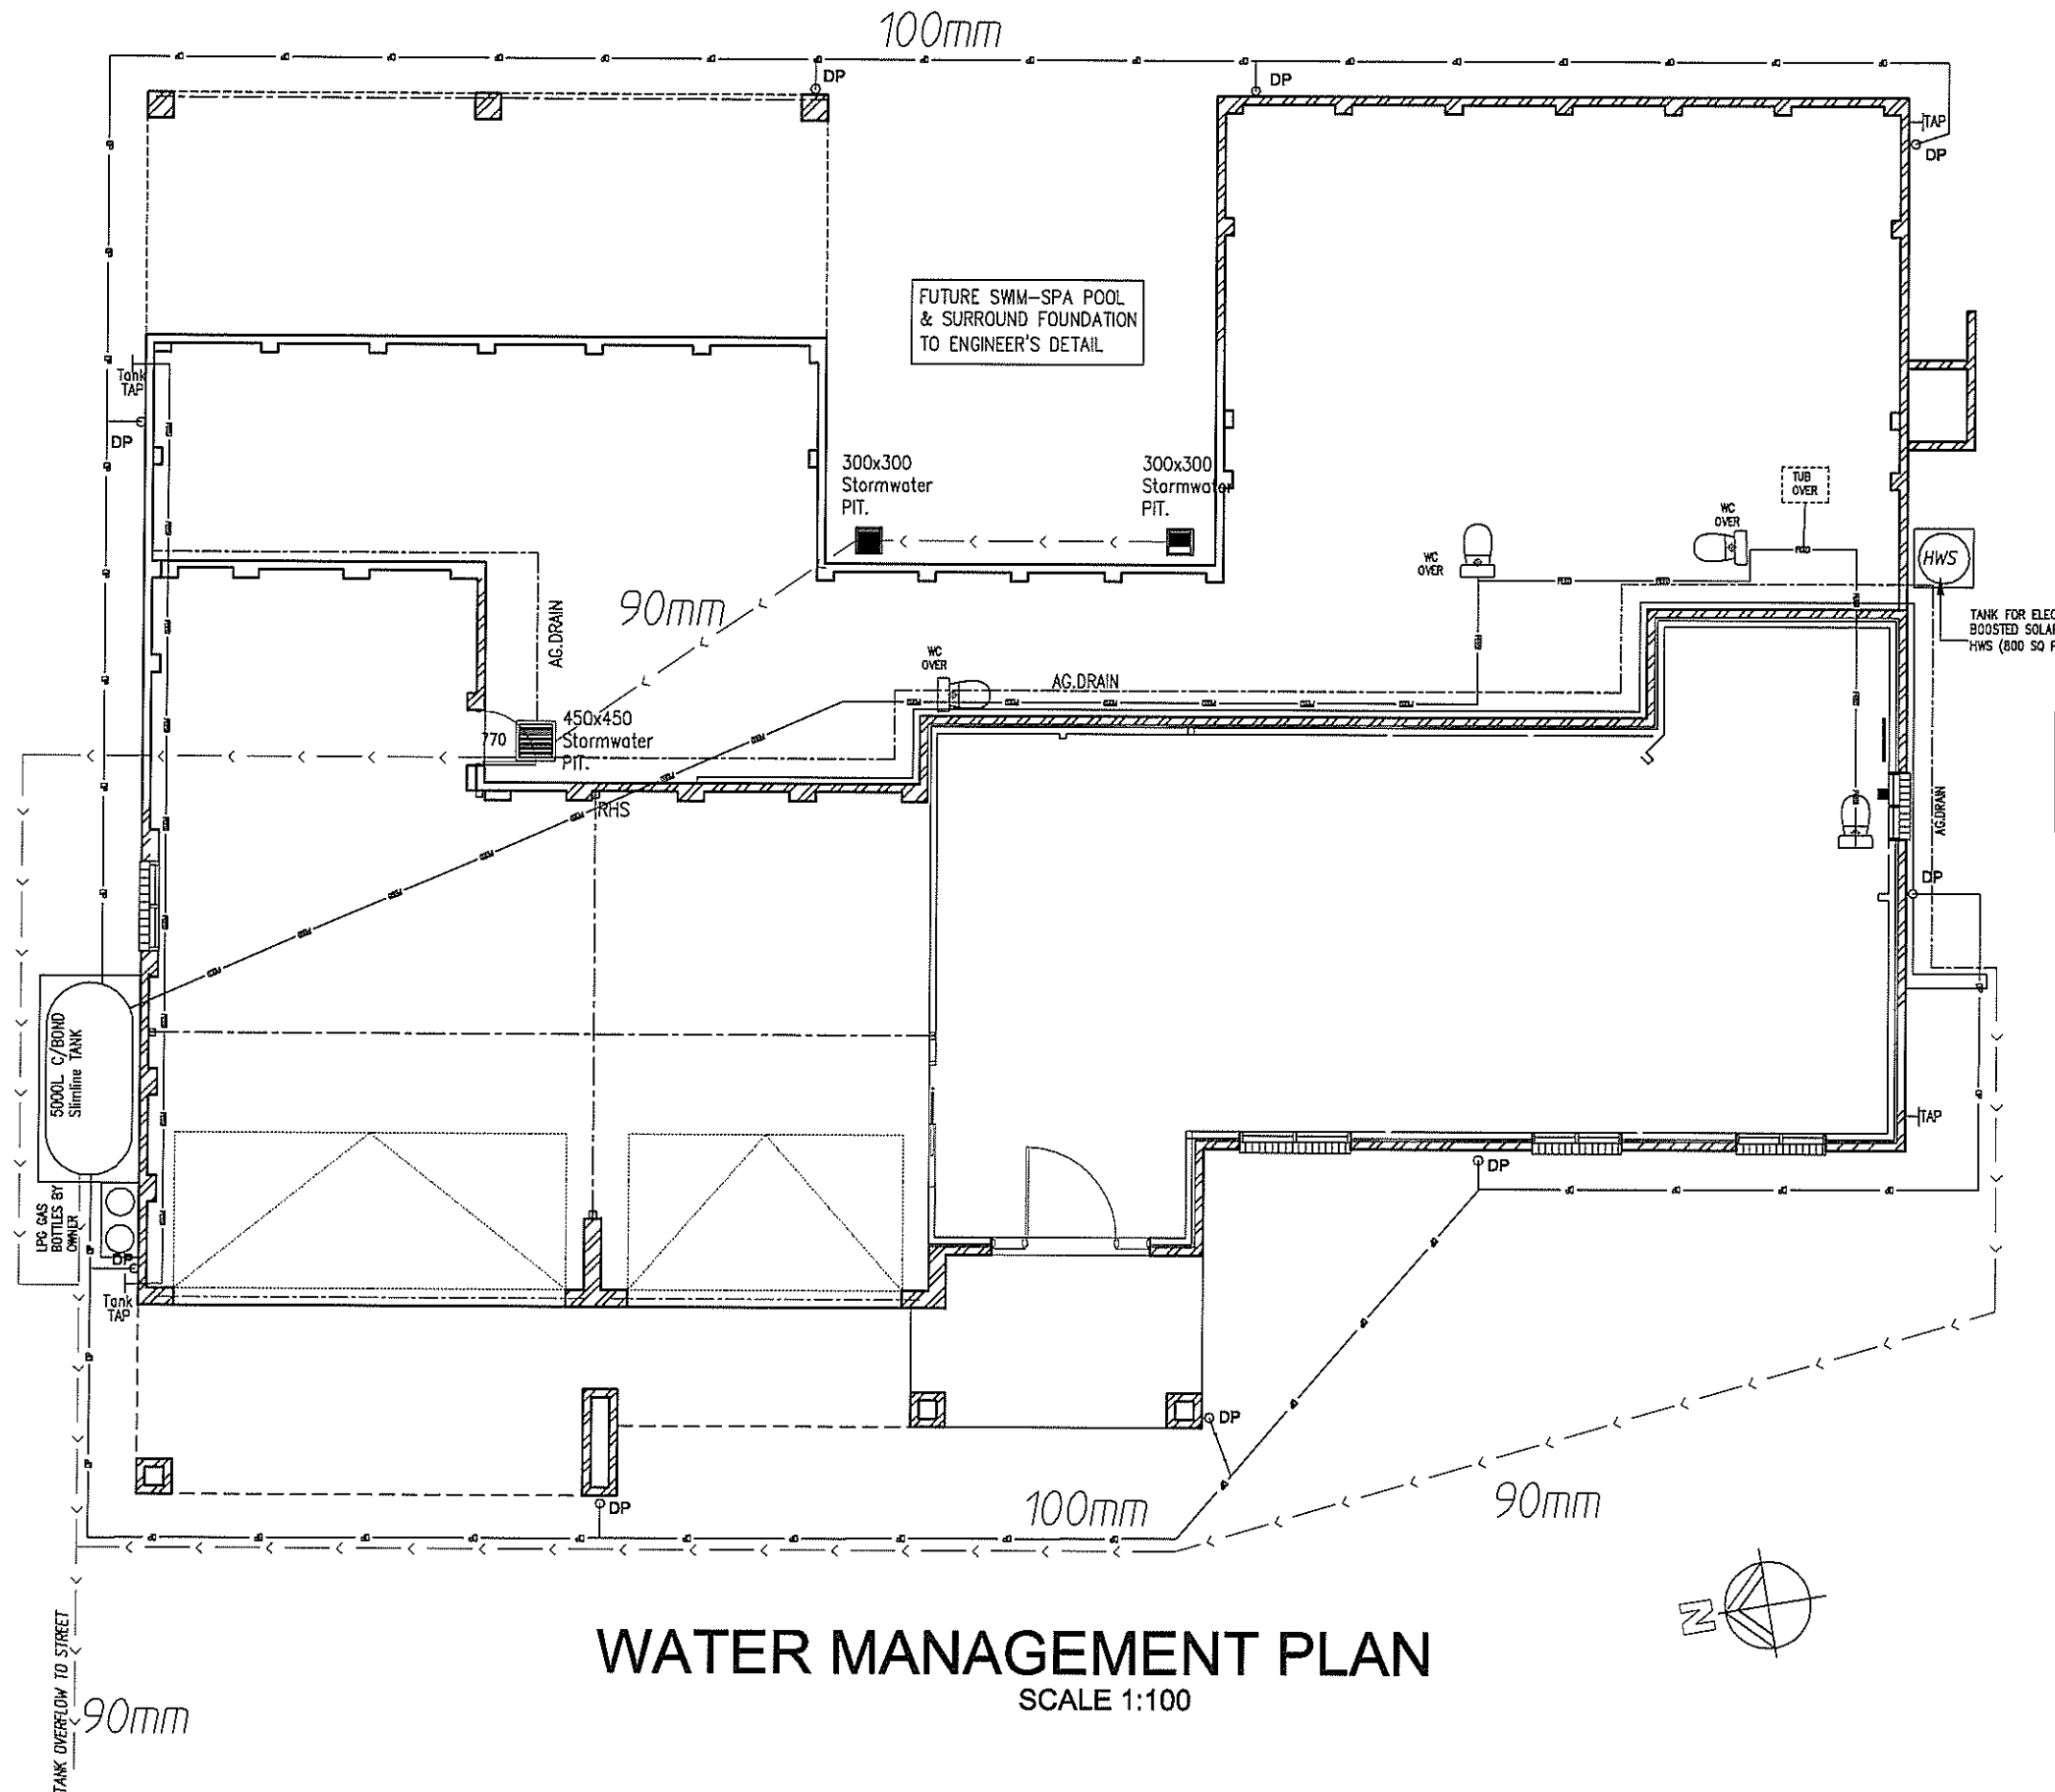 100mm
DP
DP
TAP
DP
FUTURE SWIM-SPA POOL
& SURROUND FOUNDATION
TO ENGINEER'S DETAIL
Tank
TAP
DP
300x300
Stormwater
PIT.
300x300
Stormwater
PIT.
TUB
OVER
WC
OVER
WC
OVER
HWS
90mm
AG.DRAIN
TANK FOR ELEC
BOOSTED SOLAR
HWS (800 SQ
WC
OVER
AG.DRAIN
450x450
Stormwater
PIT.
770
RHS
AG.DRAIN
DP
5000L C/BOND
Slimline TANK
TAP
DP
LPG GAS
BOTTLES BY
OWNER
DP
Tank
TAP
DP
DP
100mm
90mm
N
WATER MANAGEMENT PLAN
SCALE 1:100
TANK OVERFLOW TO STREET
90mm